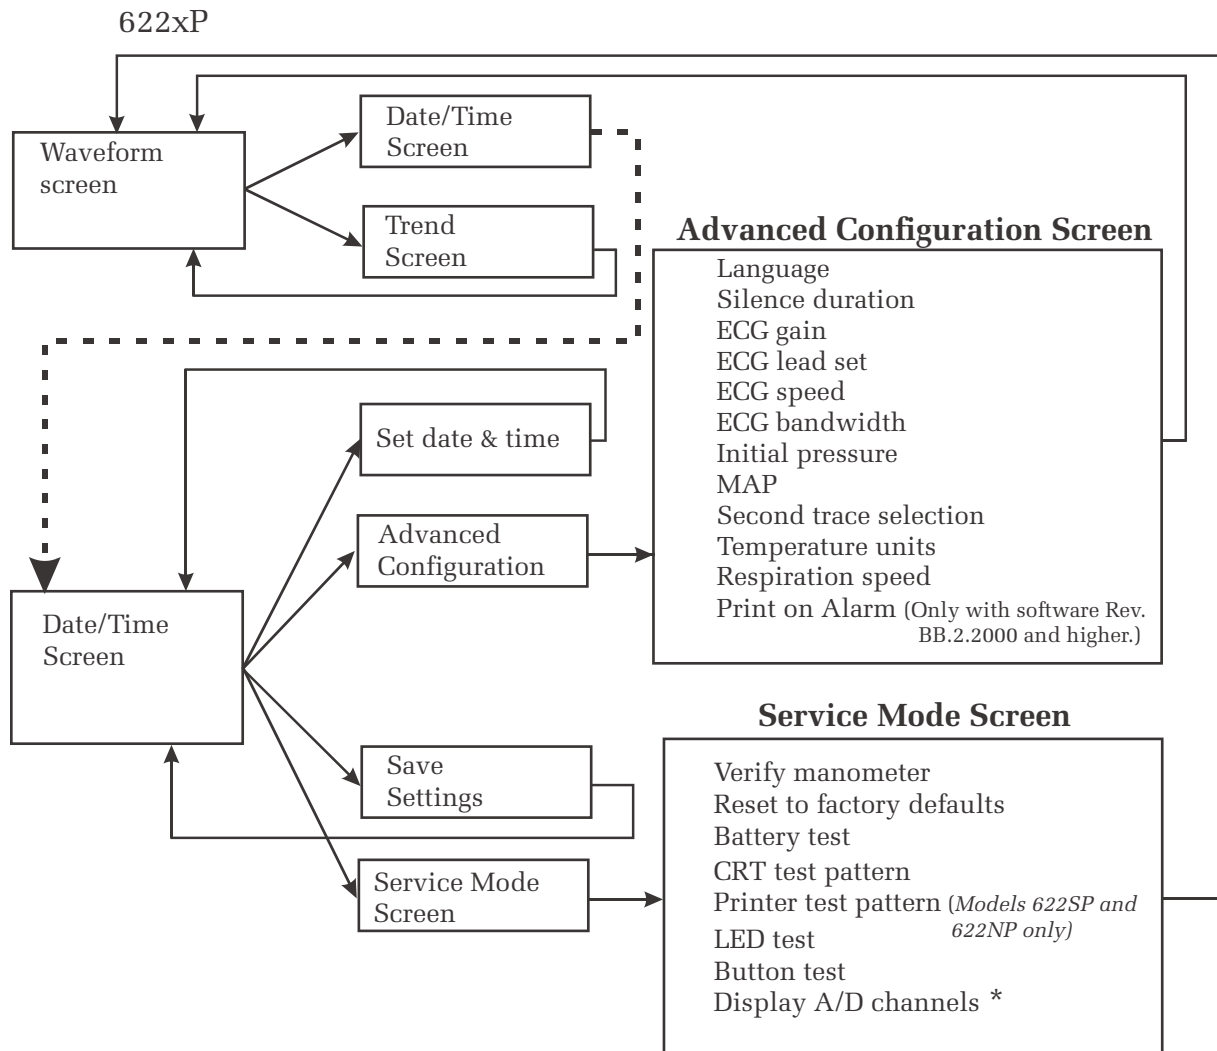 622xP
Waveform
screen
Date/Time
Screen
Trend
Screen
Advanced Configuration Screen
Language
Silence duration
ECG gain
ECG lead set
ECG speed
ECG bandwidth
Initial pressure
MAP
Second trace selection
Temperature units
Respiration speed
Print on Alarm (Only with software Rev.
BB.2.2000 and higher.)
Set date & time
Advanced
Configuration
Date/Time
Screen
Save
Settings
Service Mode
Screen
Service Mode Screen
Verify manometer
Reset to factory defaults
Battery test
CRT test pattern
Printer test pattern (Models 622SP and
622NP only)
LED test
Button test
Display A/D channels *